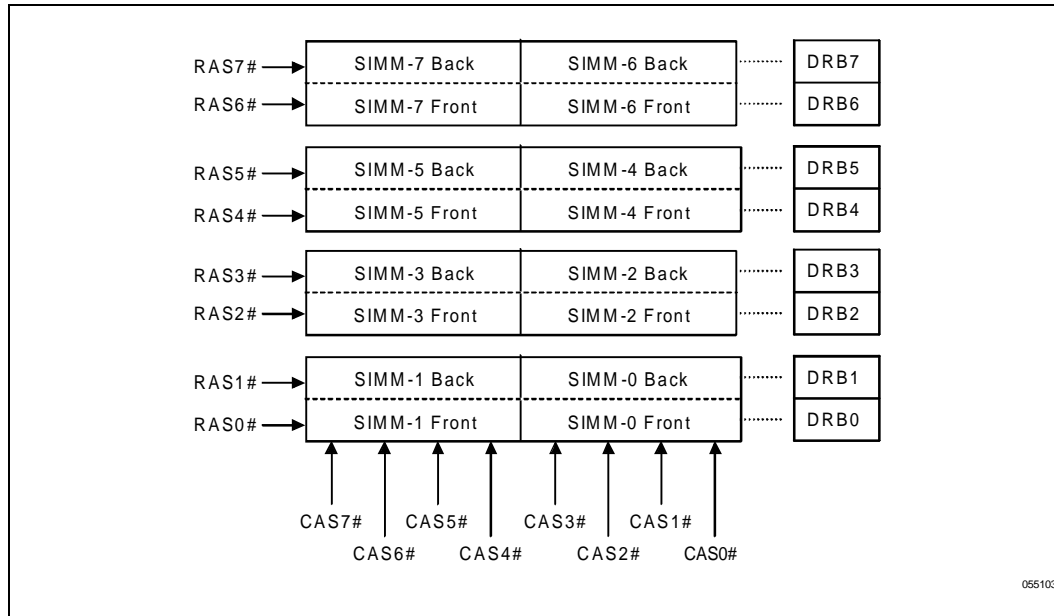 RAS7# SIMM-7 Back SIMM-6 Back DRB7
RAS6# SIMM-7 Front SIMM-6 Front DRB6
RAS5# SIMM-5 Back SIMM-4 Back DRB5
RAS4# SIMM-5 Front SIMM-4 Front DRB4
RAS3# SIMM-3 Back SIMM-2 Back DRB3
RAS2# SIMM-3 Front SIMM-2 Front DRB2
RAS1# SIMM-1 Back SIMM-0 Back DRB1
RAS0# SIMM-1 Front SIMM-0 Front DRB0
CAS7# CAS5# CAS3# CAS1#
CAS6# CAS4# CAS2# CAS0#
055103